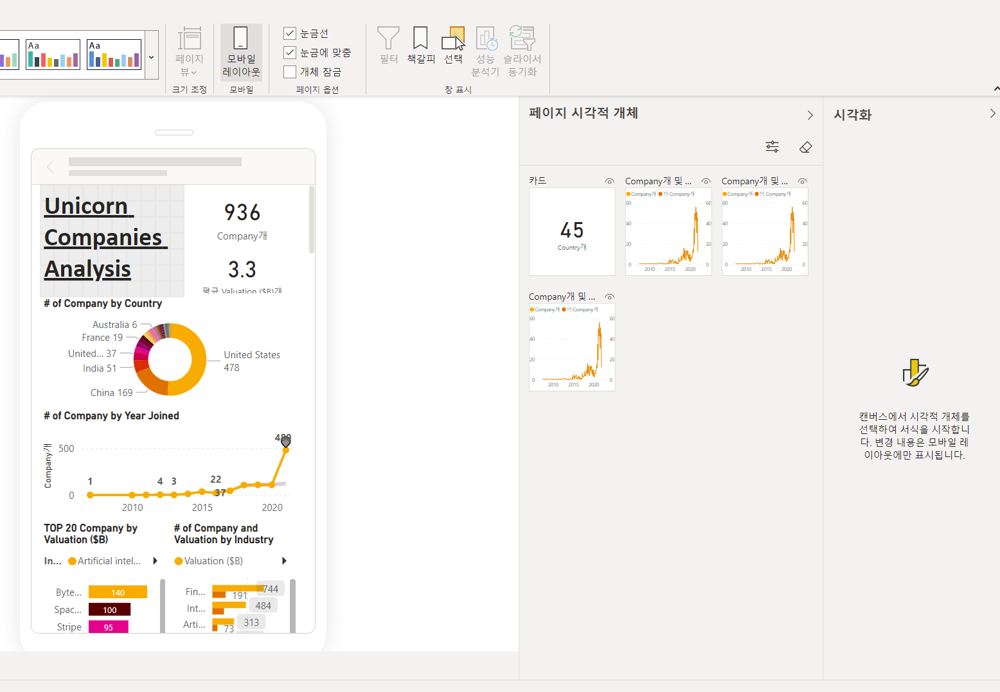 Aa
Aa
페이지
뷰
크기 조정
모바일
레이아웃
모바일
눈금선
눈금에 맞춤
개체 잠금
페이지 옵션
필터
책갈피
선택
성능
분석기
슬라이서
동기화
창 표시
Unicorn
Companies
Analysis
936
Company개
3.3
평균 Valuation ($B)개
# of Company by Country
Australia 6
France 19
United... 37
India 51
China 169
United States
478
# of Company by Year Joined
Company개
500
0
1
4
3
22
37
480
2010
2015
2020
TOP 20 Company by
Valuation ($B)
In...
Artificial intel...
Byte...
140
Spac...
100
Stripe
95
# of Company and
Valuation by Industry
Valuation ($B)
Fin...
744
191
Int...
484
Arti...
313
73
페이지 시각적 개체
카드
45
Country개
Company개 및 ...
Company개 의 Company개
60
40
20
0
60
40
20
0
2010
2015
2020
Company개 및 ...
Company개 의 Company개
60
40
20
0
60
40
20
0
2010
2015
2020
Company개 및 ...
Company개 의 Company개
60
40
20
0
60
40
20
0
2010
2015
2020
시각화
캔버스에서 시각적 개체를
선택하여 서식을 시작합니
다. 변경 내용은 모바일 레
이아웃에만 표시됩니다.